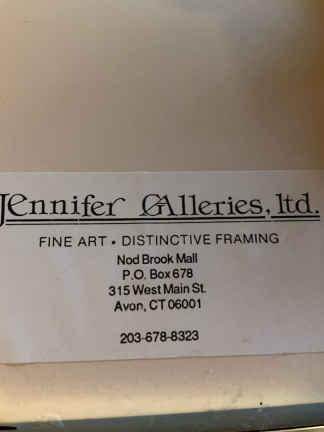 Jennifer Galleries, ltd.
FINE ART • DISTINCTIVE FRAMING
Nod Brook Mall
P.O. Box 678
315 West Main St.
Avon, CT 06001
203-678-8323